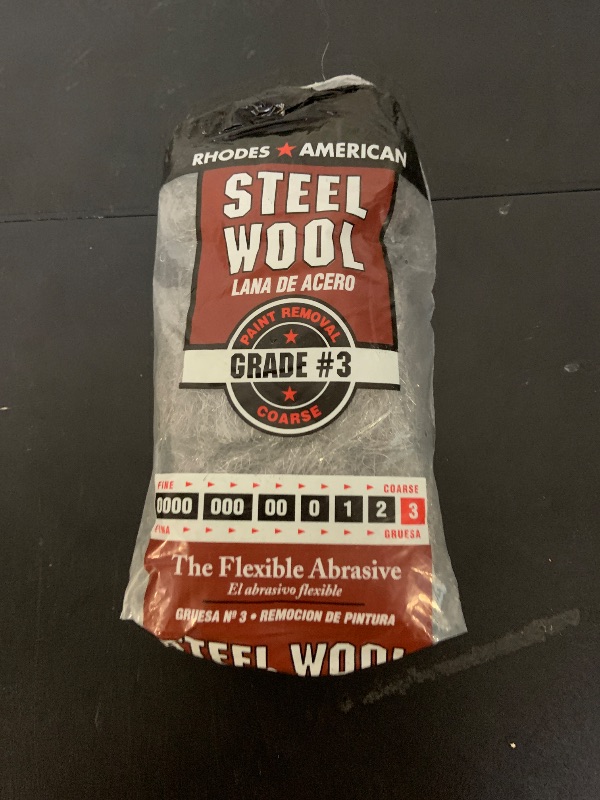 RHODES ★ AMERICAN
STEEL
WOOL
LANA DE ACERO
PAINT REMOVAL
GRADE #3
COARSE
FINE COARSE
0000 000 00 0 1 2 3
FINA GRUESA
The Flexible Abrasive
El abrasivo flexible
GRUESA Nº 3 • REMOCION DE PINTURA
STEEL WOOL